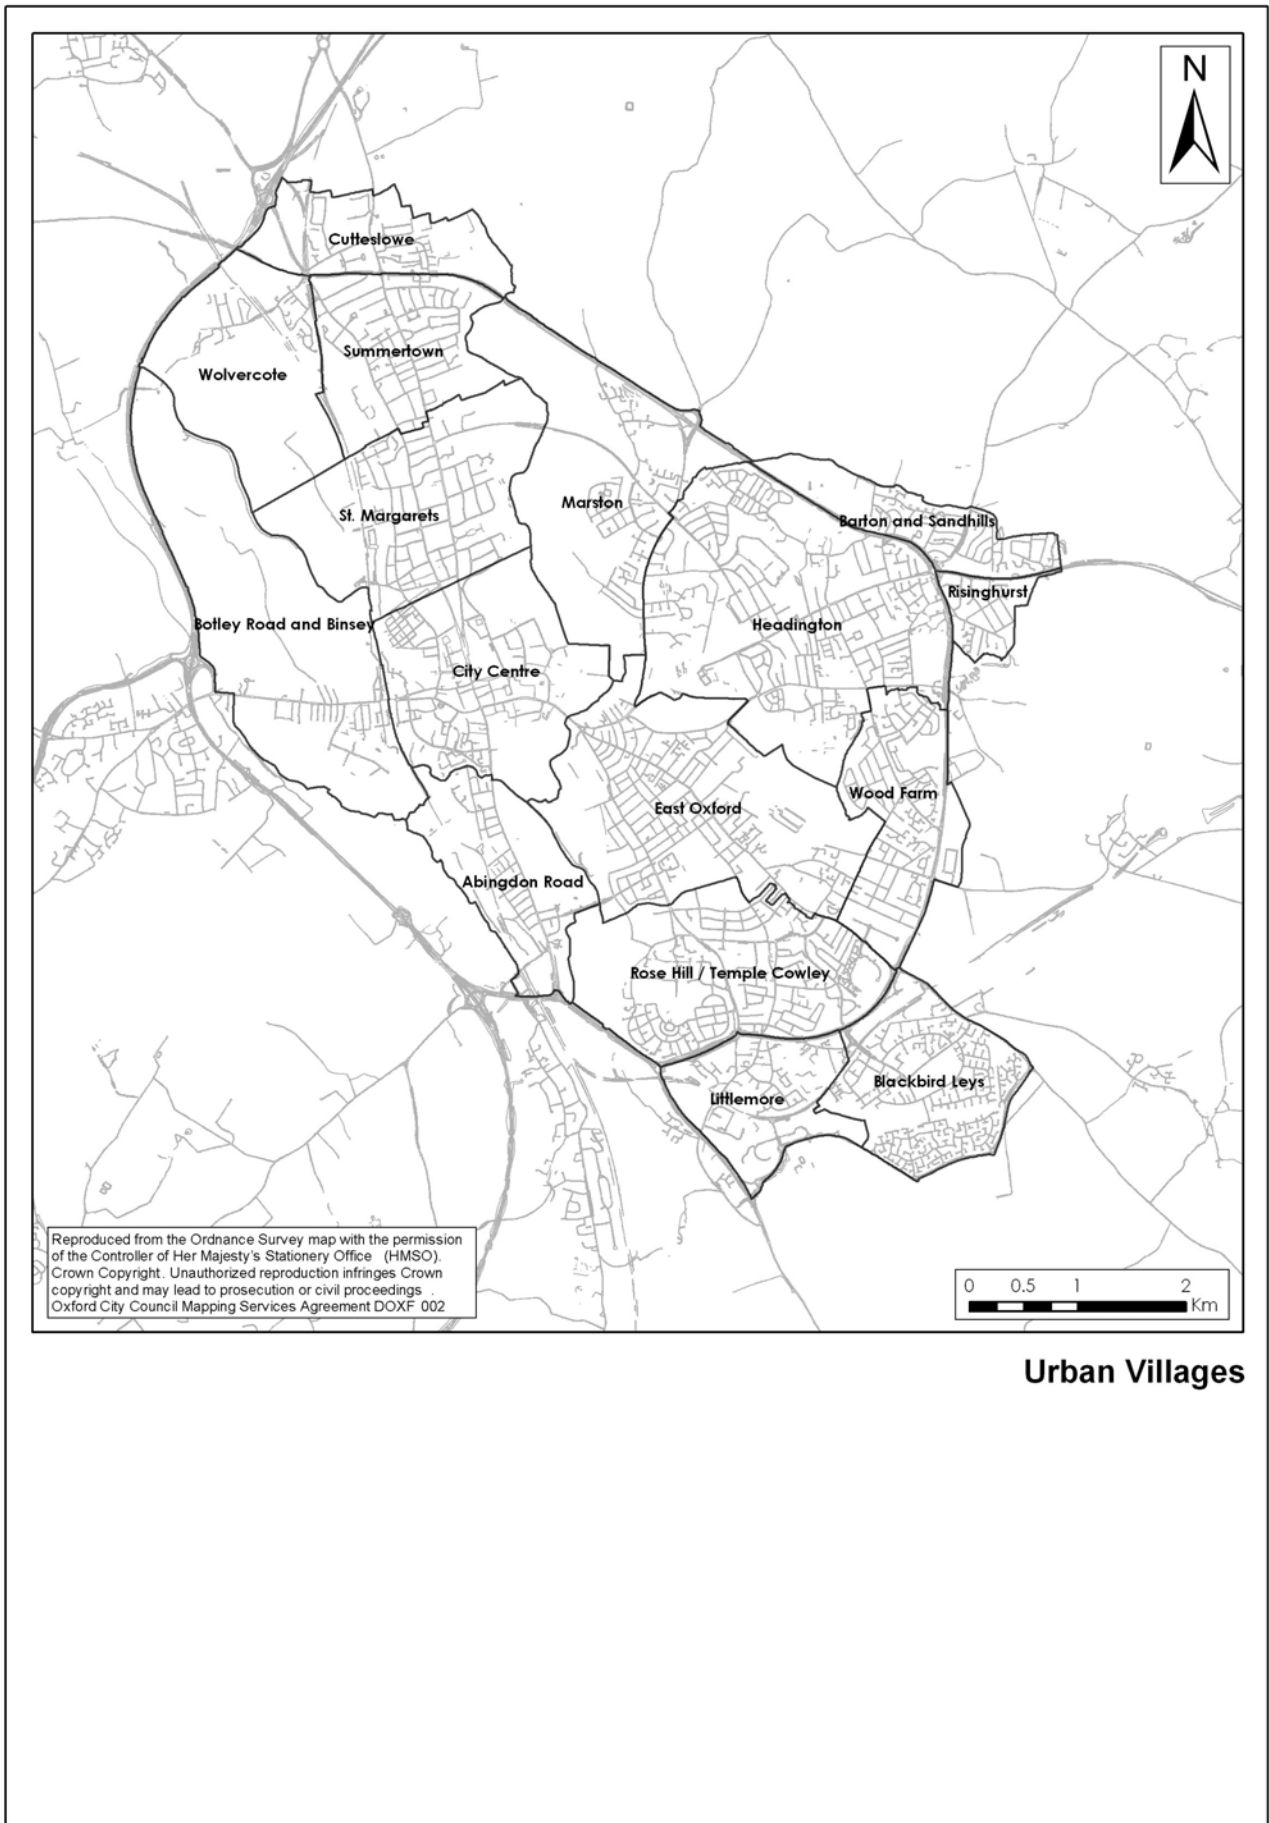 N
Cutteslowe
Summertown
Wolvercote
Marston
St. Margarets
Barton and Sandhills
Risinghurst
Botley Road and Binsey
Headington
City Centre
Wood Farm
East Oxford
Abingdon Road
Rose Hill / Temple Cowley
Blackbird Leys
Littlemore
Reproduced from the Ordnance Survey map with the permission
of the Controller of Her Majesty's Stationery Office (HMSO).
Crown Copyright. Unauthorized reproduction infringes Crown
copyright and may lead to prosecution or civil proceedings .
Oxford City Council Mapping Services Agreement DOXF 002
0 0.5 1 2
Km
Urban Villages